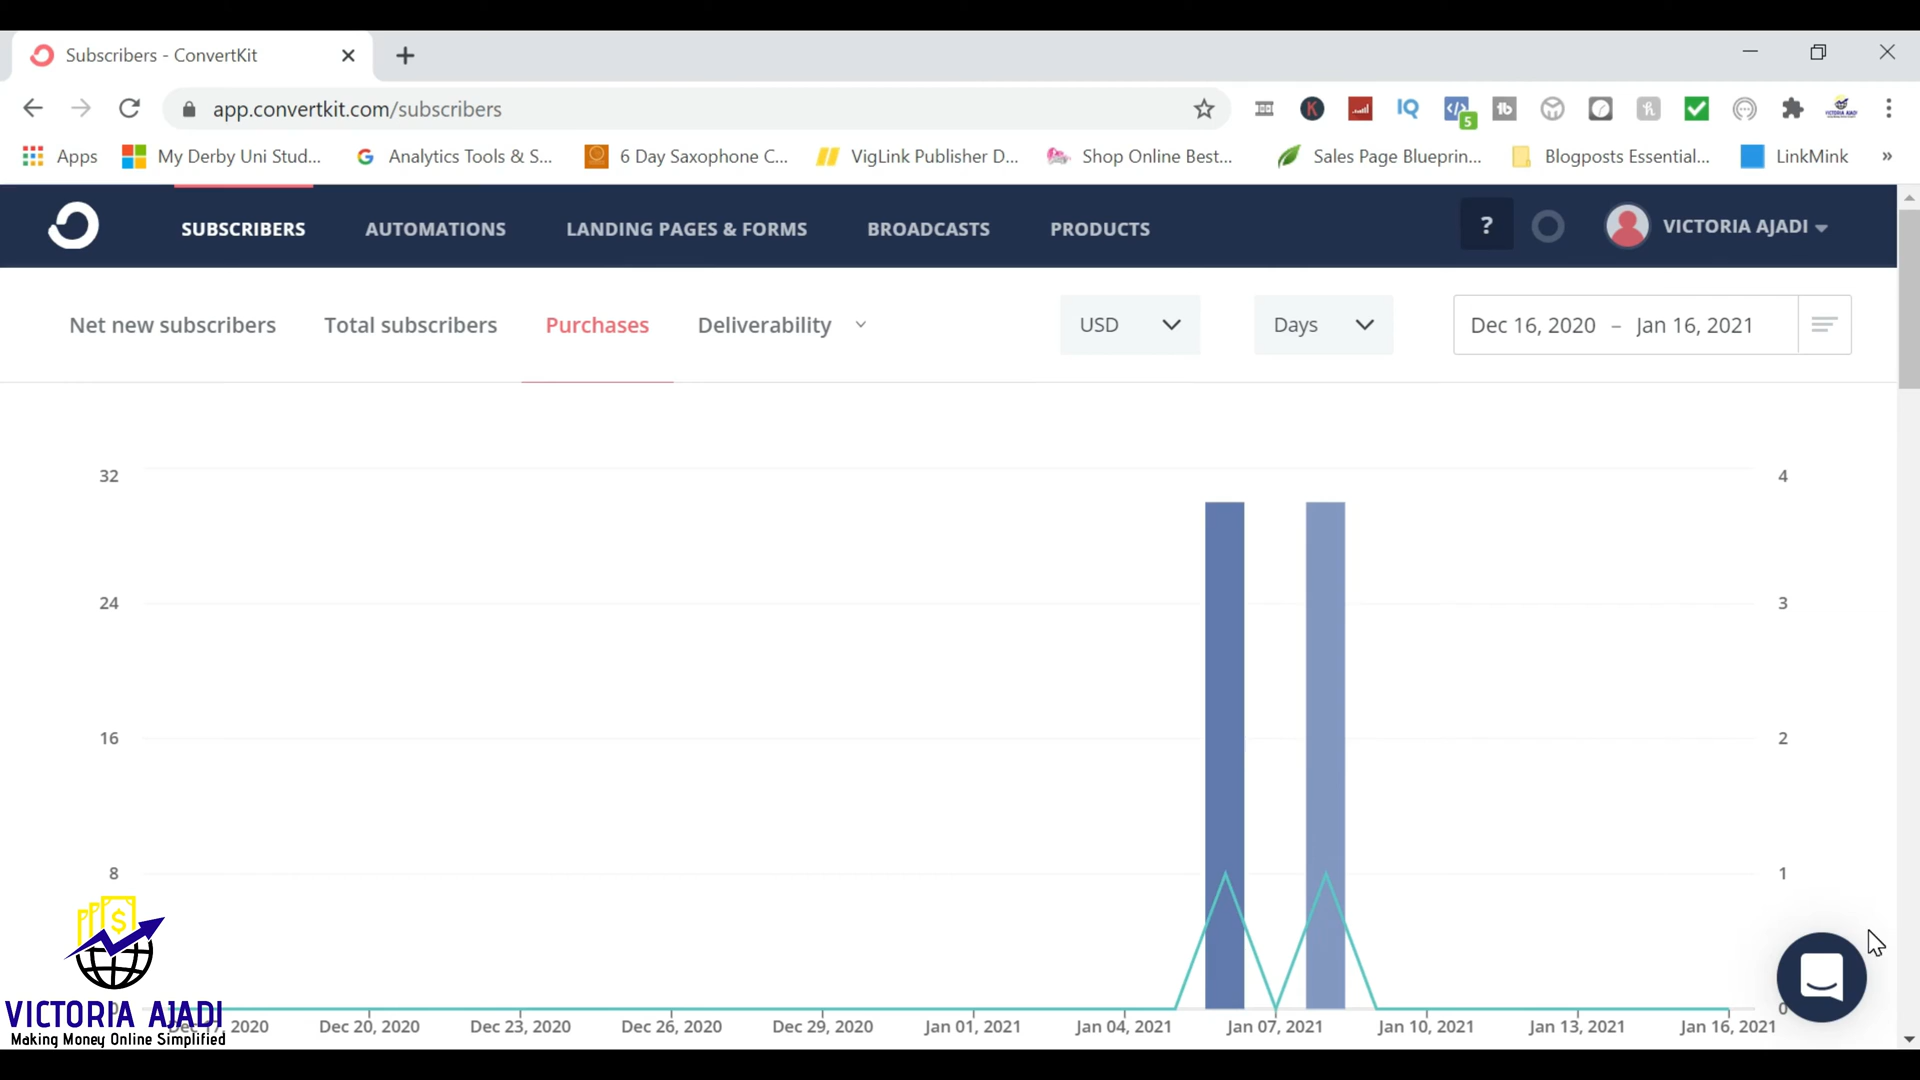 Subscribers - ConvertKit
app.convertkit.com/subscribers
IQ
5
tb
h
Apps
My Derby Uni Stud...
Analytics Tools & S...
6 Day Saxophone C...
VigLink Publisher D...
Shop Online Best...
Sales Page Blueprin...
Blogposts Essential...
LinkMink
»
SUBSCRIBERS
AUTOMATIONS
LANDING PAGES & FORMS
BROADCASTS
PRODUCTS
?
VICTORIA AJADI
Net new subscribers
Total subscribers
Purchases
Deliverability
USD
Days
Dec 16, 2020 – Jan 16, 2021
32
4
24
3
16
2
8
1
0
$
VICTORIA AJADI
Making Money Online Simplified
Dec 17, 2020
Dec 20, 2020
Dec 23, 2020
Dec 26, 2020
Dec 29, 2020
Jan 01, 2021
Jan 04, 2021
Jan 07, 2021
Jan 10, 2021
Jan 13, 2021
Jan 16, 2021